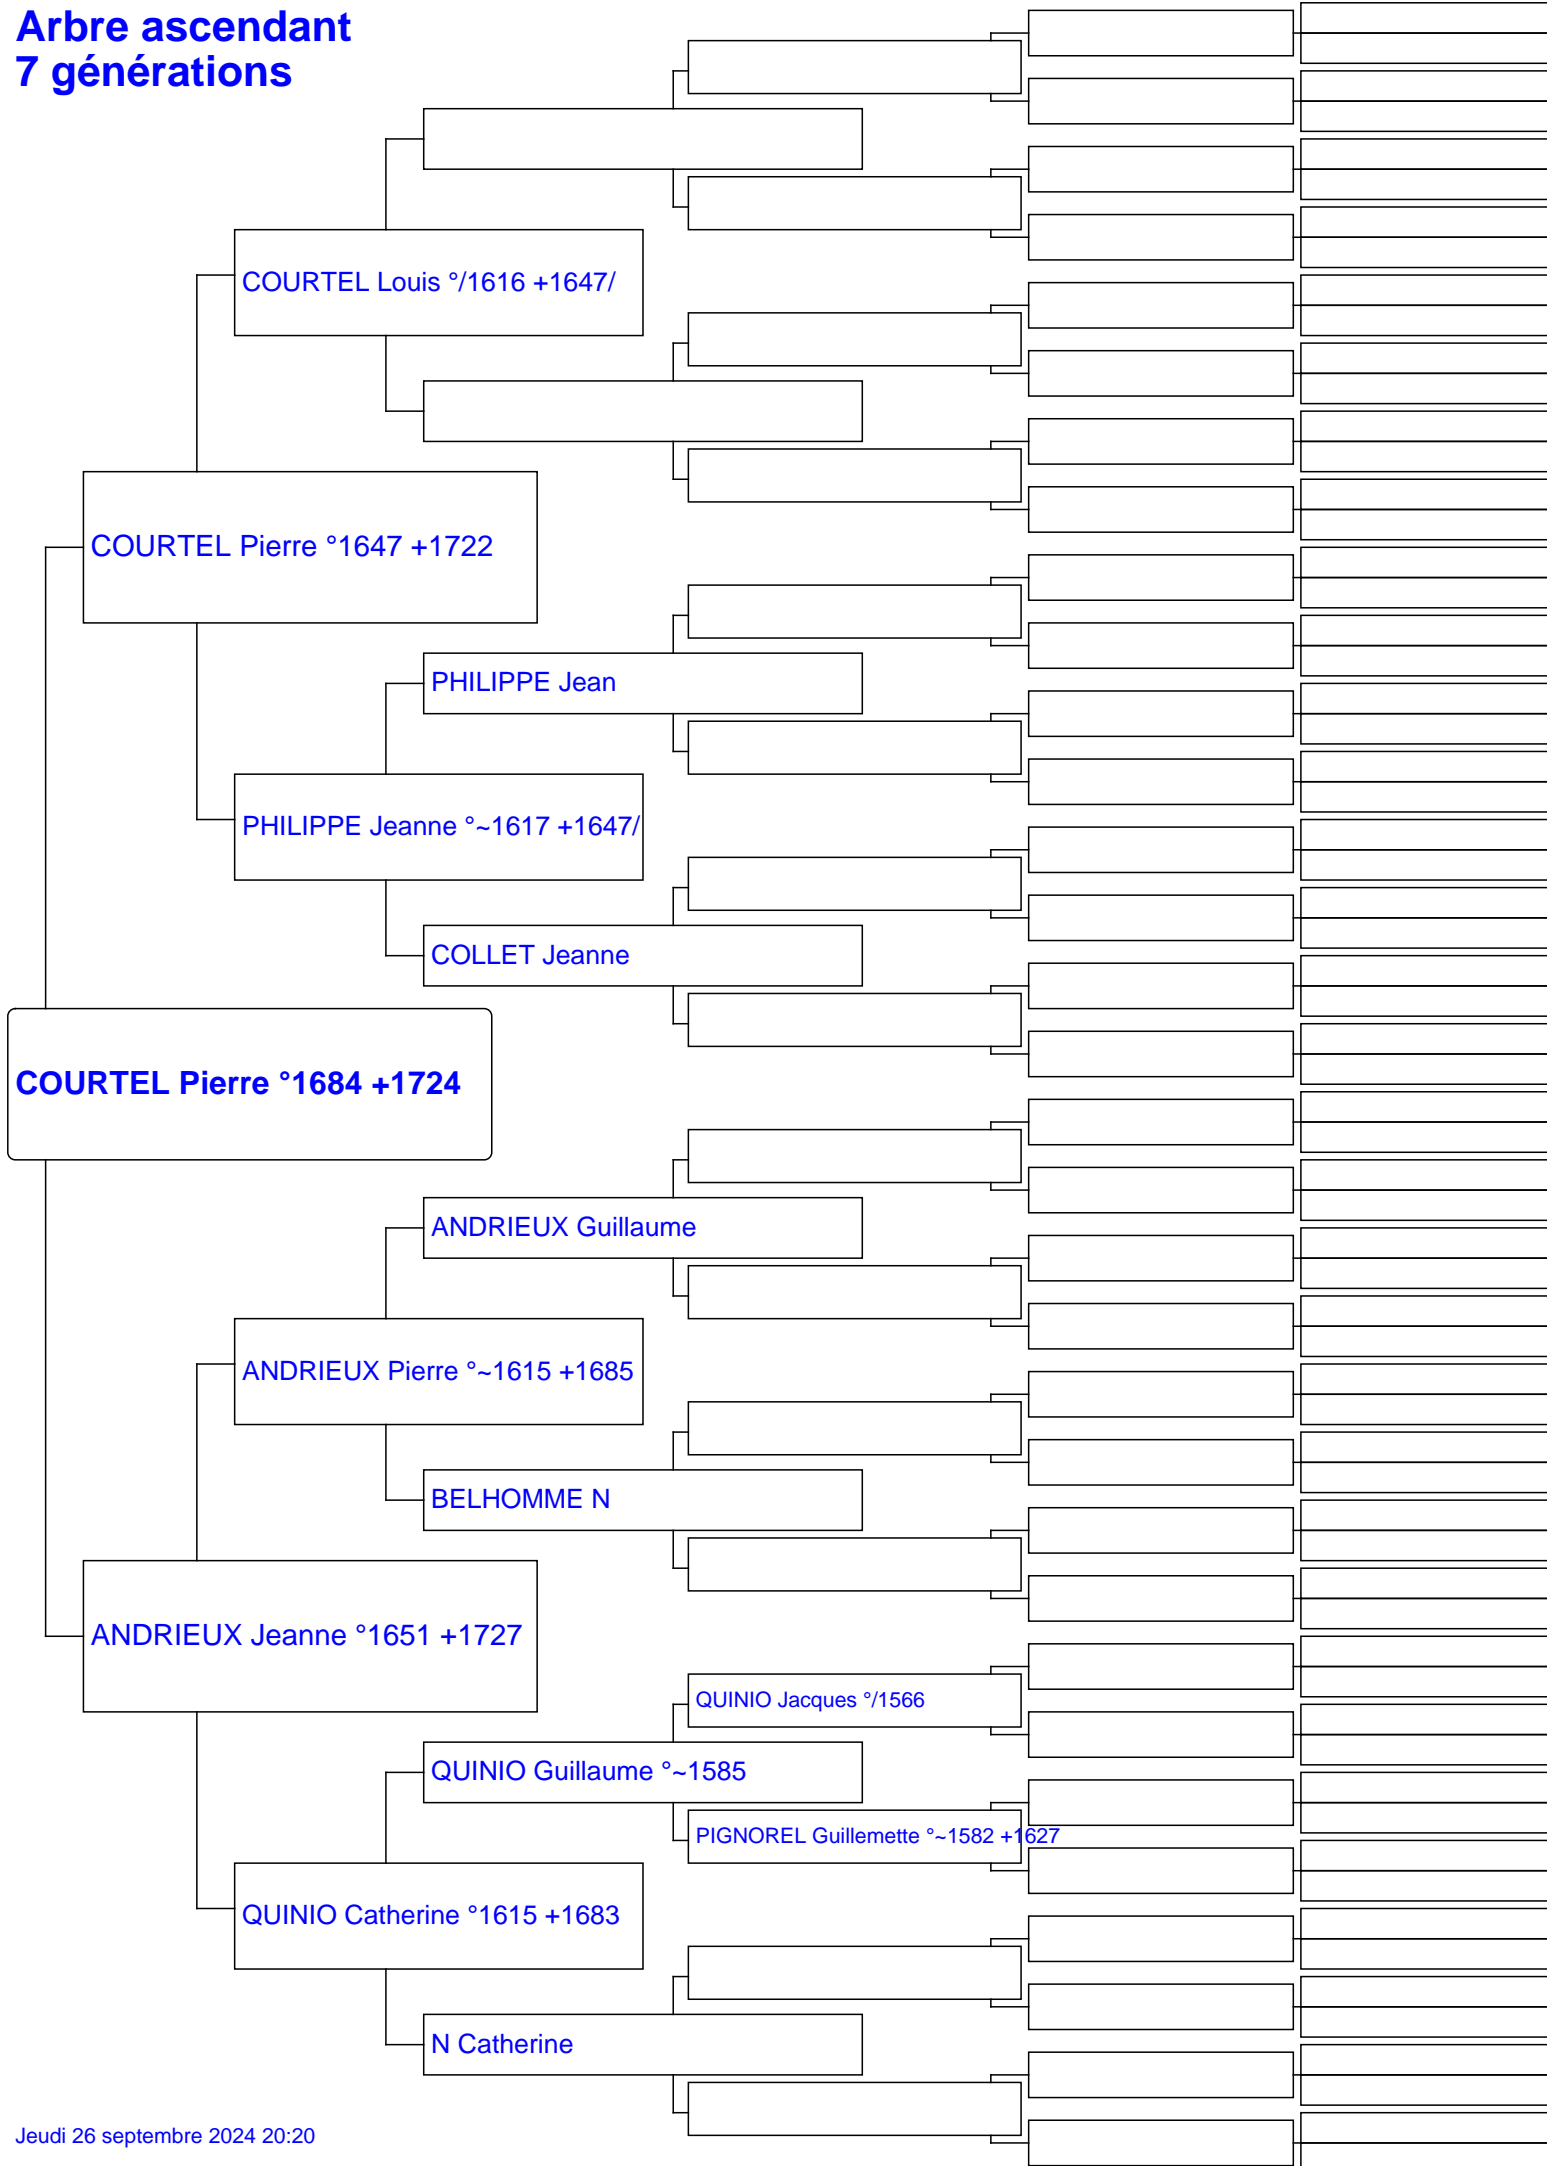 Arbre ascendant
7 générations
COURTEL Louis °/1616 +1647/
COURTEL Pierre °1647 +1722
PHILIPPE Jean
PHILIPPE Jeanne °~1617 +1647/
COLLET Jeanne
COURTEL Pierre °1684 +1724
ANDRIEUX Guillaume
ANDRIEUX Pierre °~1615 +1685
BELHOMME N
ANDRIEUX Jeanne °1651 +1727
QUINIO Jacques °/1566
QUINIO Guillaume °~1585
PIGNOREL Guillemette °~1582 +1627
QUINIO Catherine °1615 +1683
N Catherine
Jeudi 26 septembre 2024 20:20